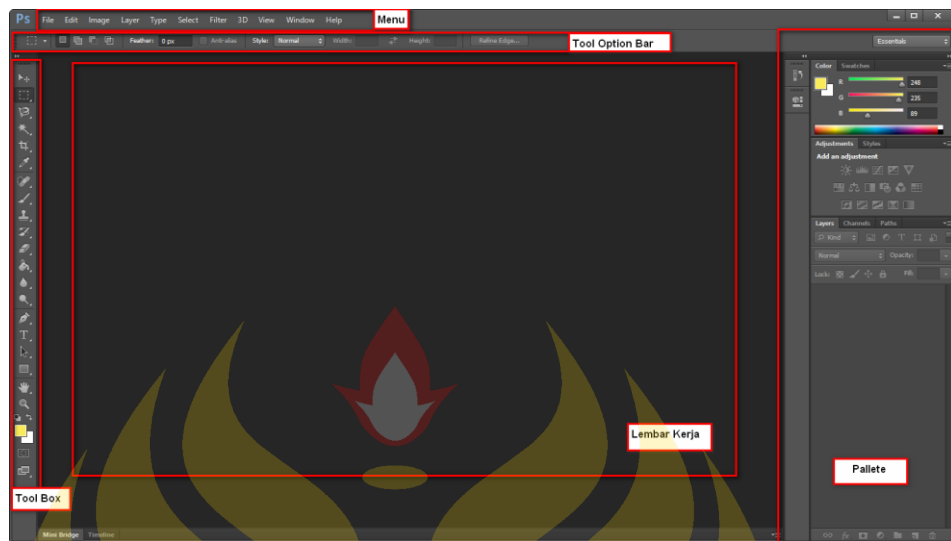 Ps File Edit Image Layer Type Select Filter 3D View Window Help
Menu
Feather: 0 px Anti-alias Style: Normal Width: Height: Refine Edge...
Tool Option Bar
Essentials
Color Swatches
R 248
G 235
B 89
Adjustments Styles
Add an adjustment
Layers Channels Paths
Kind
Normal Opacity:
Lock: Fill:
Lembar Kerja
Pallete
Tool Box
Mini Bridge Timeline